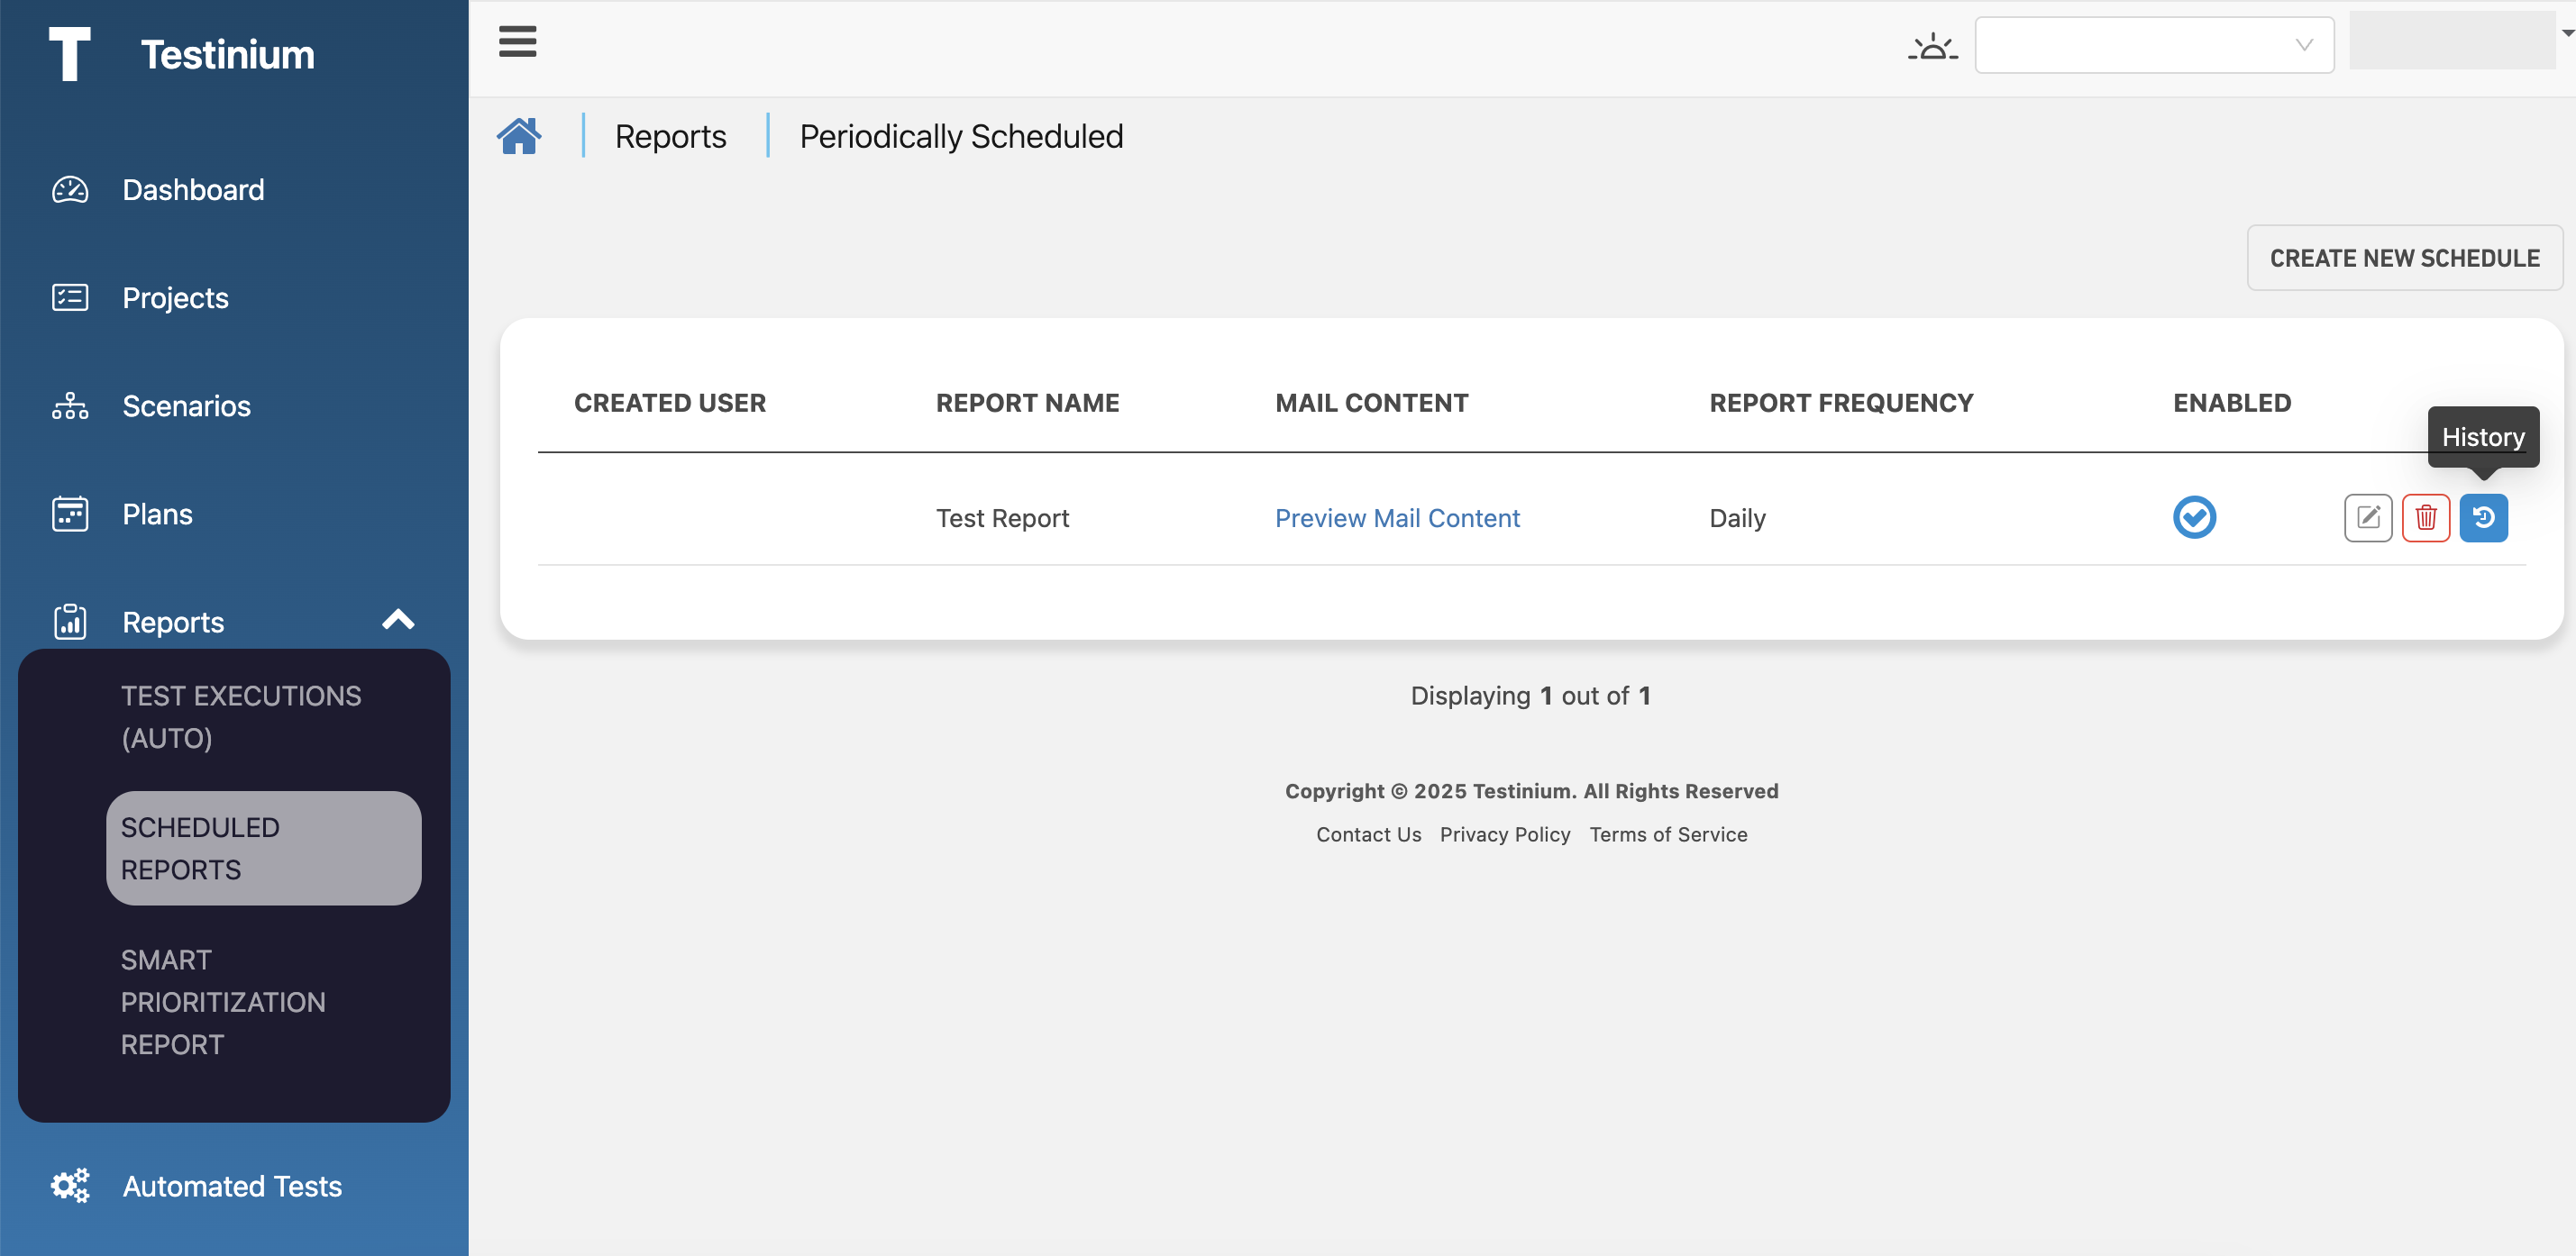 Testinium
Dashboard
Projects
Scenarios
Plans
Reports
TEST EXECUTIONS
(AUTO)
SCHEDULED
REPORTS
SMART
PRIORITIZATION
REPORT
Automated Tests
Reports
Periodically Scheduled
CREATE NEW SCHEDULE
CREATED USER REPORT NAME MAIL CONTENT REPORT FREQUENCY ENABLED
History
Test Report Preview Mail Content Daily
Displaying 1 out of 1
Copyright © 2025 Testinium. All Rights Reserved
Contact Us Privacy Policy Terms of Service